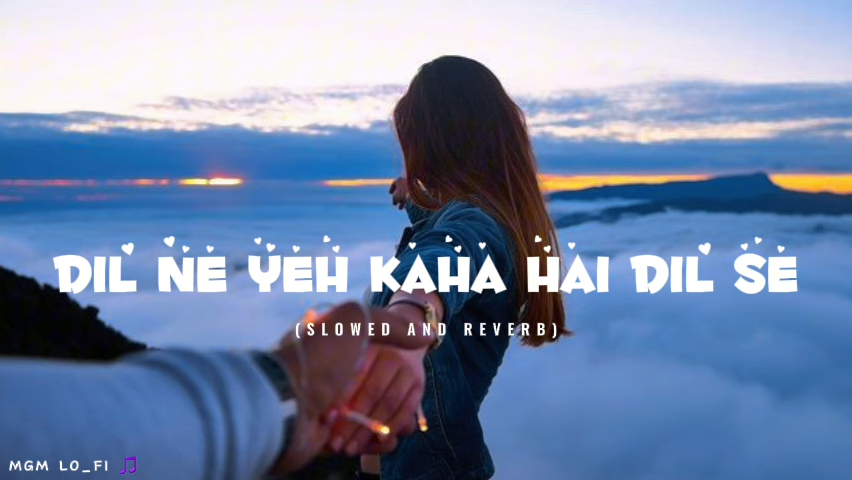 DIL NE YEH KAHA HAI DIL SE
(SLOWED AND REVERB)
MGM LO_FI 🎵